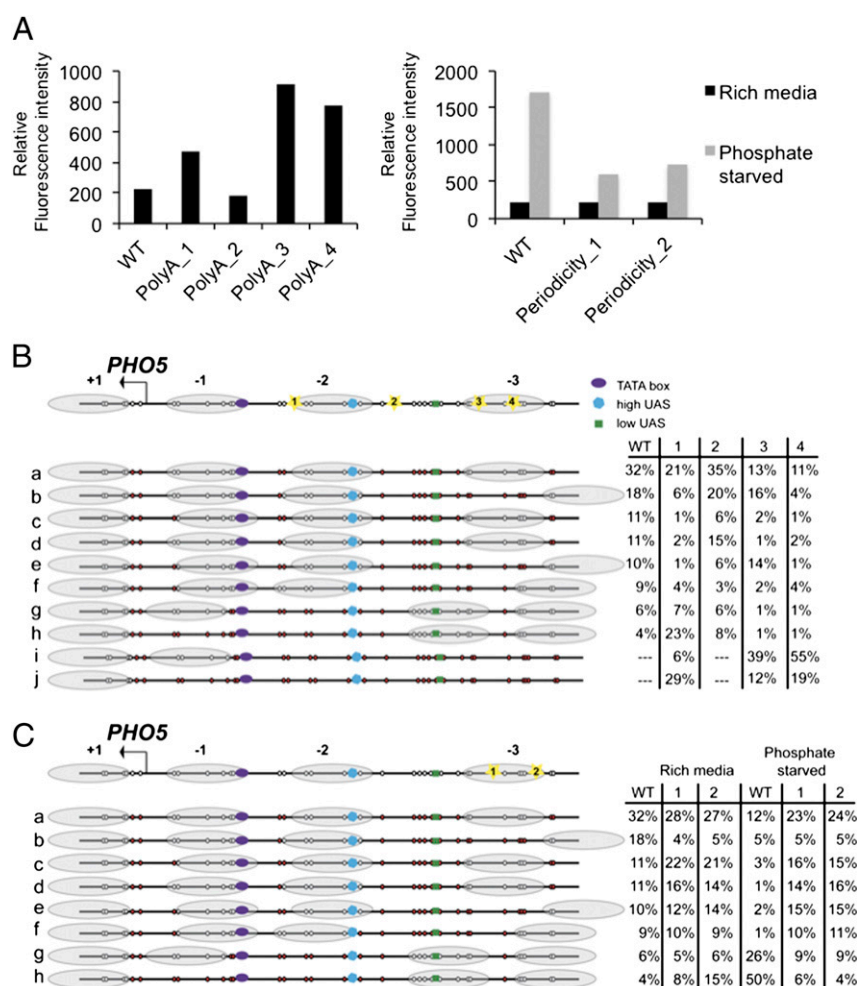 A
Relative
Fluorescence intensity
1000
800
600
400
200
0
WT
PolyA_1
PolyA_2
PolyA_3
PolyA_4
Relative
Fluorescence intensity
2000
1500
1000
500
0
WT
Periodicity_1
Periodicity_2
Rich media
Phosphate
starved
B
PHO5
+1 -1 -2 -3
1 2 3 4
TATA box
high UAS
low UAS
WT 1 2 3 4
a 32% 21% 35% 13% 11%
b 18% 6% 20% 16% 4%
c 11% 1% 6% 2% 1%
d 11% 2% 15% 1% 2%
e 10% 1% 6% 14% 1%
f 9% 4% 3% 2% 4%
g 6% 7% 6% 1% 1%
h 4% 23% 8% 1% 1%
i --- 6% --- 39% 55%
j --- 29% --- 12% 19%
C
PHO5
+1 -1 -2 -3
1 2
Rich media
Phosphate
starved
WT 1 2 WT 1 2
a 32% 28% 27% 12% 23% 24%
b 18% 4% 5% 5% 5% 5%
c 11% 22% 21% 3% 16% 15%
d 11% 16% 14% 1% 14% 16%
e 10% 12% 14% 2% 15% 15%
f 9% 10% 9% 1% 10% 11%
g 6% 5% 6% 26% 9% 9%
h 4% 8% 15% 50% 6% 4%